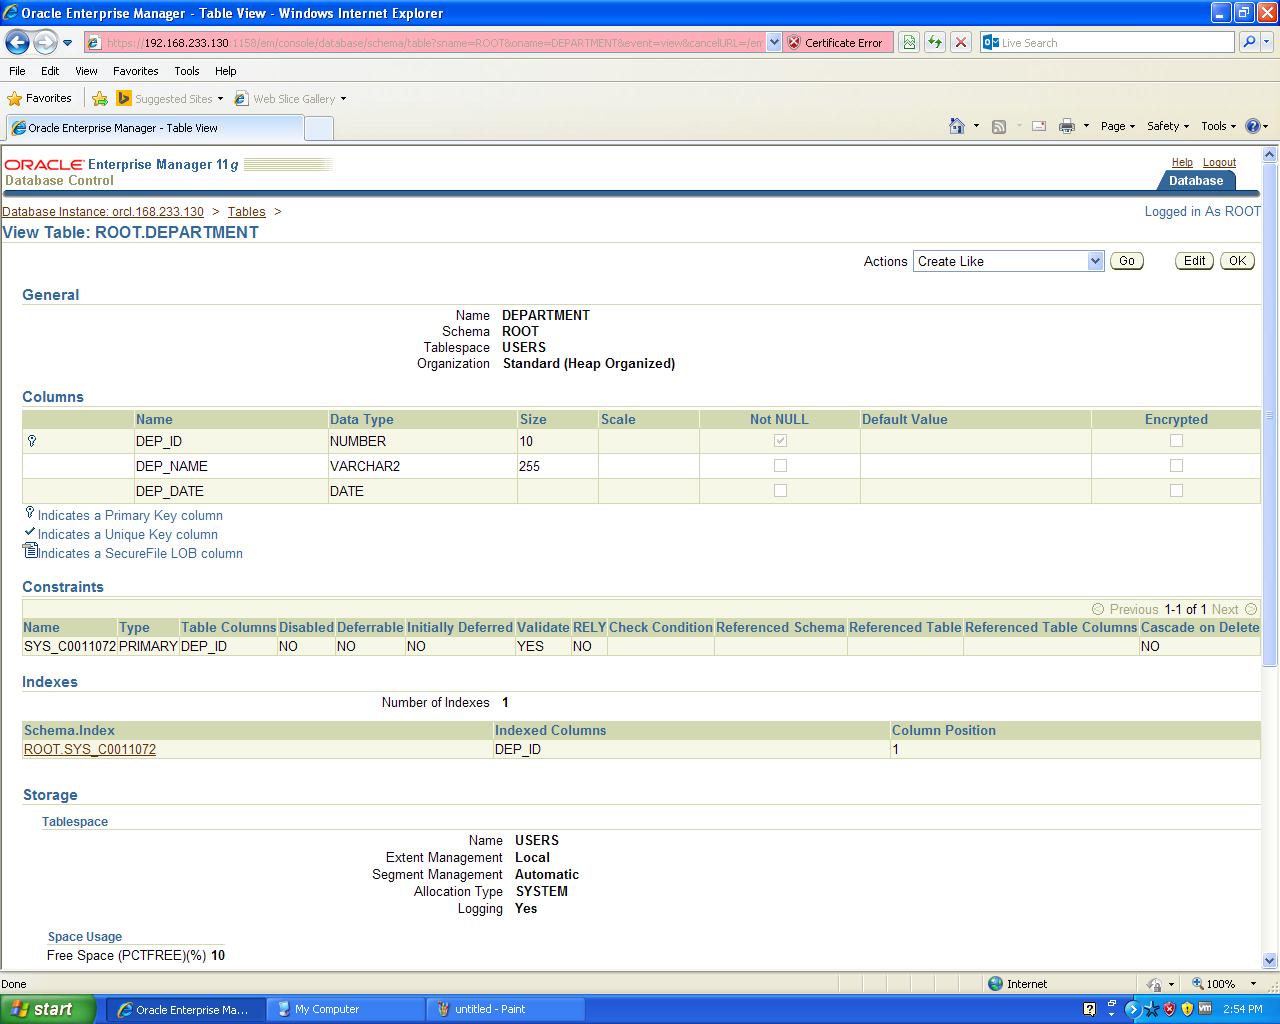 Oracle Enterprise Manager - Table View - Windows Internet Explorer
https://192.168.233.130:1158/em/console/database/schema/table?sname=ROOT&oname=DEPARTMENT&event=view&cancelURL=/em Certificate Error Live Search
File Edit View Favorites Tools Help
Favorites Suggested Sites Web Slice Gallery
Oracle Enterprise Manager - Table View Page Safety Tools
ORACLE Enterprise Manager 11g Help Logout
Database Control Database
Database Instance: orcl.168.233.130 > Tables > Logged in As ROOT
View Table: ROOT.DEPARTMENT
Actions Create Like Go Edit OK
General
Name DEPARTMENT
Schema ROOT
Tablespace USERS
Organization Standard (Heap Organized)
Columns
Name Data Type Size Scale Not NULL Default Value Encrypted
DEP_ID NUMBER 10
DEP_NAME VARCHAR2 255
DEP_DATE DATE
Indicates a Primary Key column
Indicates a Unique Key column
Indicates a SecureFile LOB column
Constraints
Previous 1-1 of 1 Next
Name Type Table Columns Disabled Deferrable Initially Deferred Validate RELY Check Condition Referenced Schema Referenced Table Referenced Table Columns Cascade on Delete
SYS_C0011072 PRIMARY DEP_ID NO NO NO YES NO NO
Indexes
Number of Indexes 1
Schema.Index Indexed Columns Column Position
ROOT.SYS_C0011072 DEP_ID 1
Storage
Tablespace
Name USERS
Extent Management Local
Segment Management Automatic
Allocation Type SYSTEM
Logging Yes
Space Usage
Free Space (PCTFREE)(%) 10
Done Internet 100%
start Oracle Enterprise Ma... My Computer untitled - Paint 2:54 PM